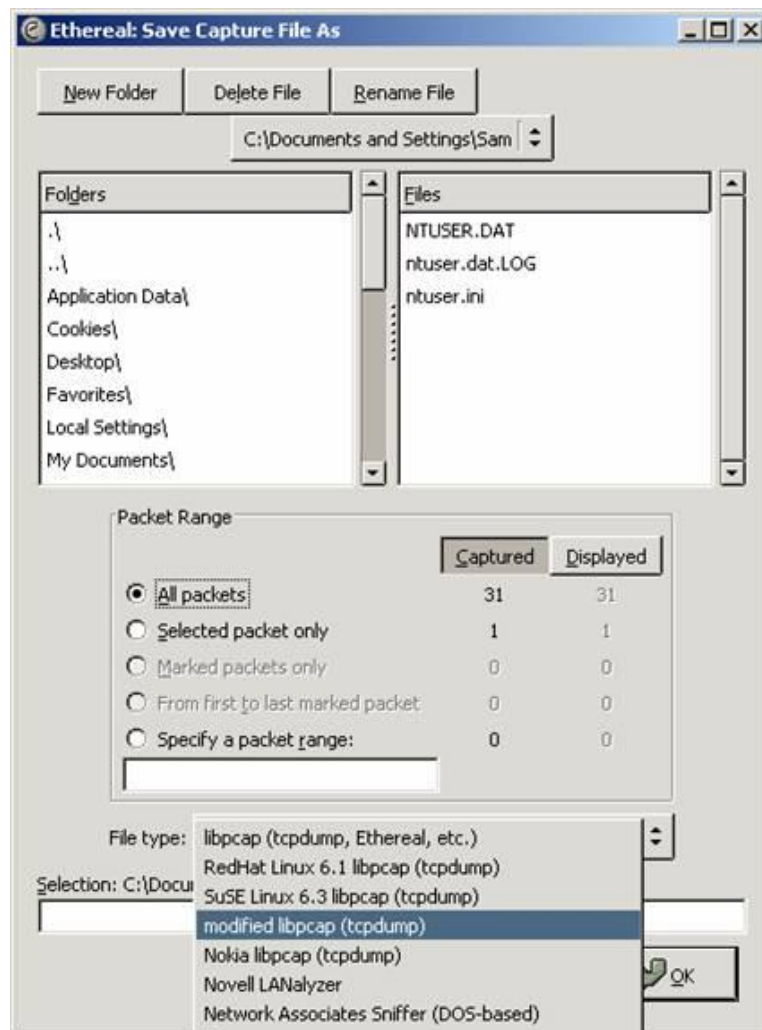 Ethereal: Save Capture File As
New Folder
Delete File
Rename File
C:\Documents and Settings\Sam
Folders
.\
..\
Application Data\
Cookies\
Desktop\
Favorites\
Local Settings\
My Documents\
Files
NTUSER.DAT
ntuser.dat.LOG
ntuser.ini
Packet Range
Captured Displayed
All packets 31 31
Selected packet only 1 1
Marked packets only 0 0
From first to last marked packet 0 0
Specify a packet range: 0 0
File type:
libpcap (tcpdump, Ethereal, etc.)
RedHat Linux 6.1 libpcap (tcpdump)
SuSE Linux 6.3 libpcap (tcpdump)
modified libpcap (tcpdump)
Nokia libpcap (tcpdump)
Novell LANalyzer
Network Associates Sniffer (DOS-based)
Selection: C:\Docu
OK